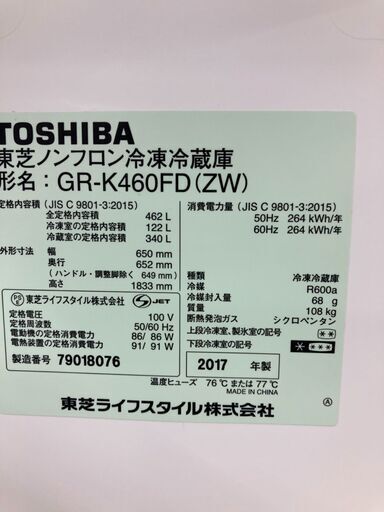 TOSHIBA
東芝ノンフロン冷凍冷蔵庫
形名：GR-K460FD(ZW)
定格内容積（JIS C 9801-3:2015）
全定格内容積 462 L
冷凍室の定格内容積 122 L
冷蔵室の定格内容積 340 L
外形寸法 幅 650 mm
奥行 652 mm
(ハンドル・調整脚除く 649 mm)
高さ 1833 mm
PSE 東芝ライフスタイル株式会社 JET
定格電圧 100 V
定格周波数 50/60 Hz
電動機の定格消費電力 86/ 86 W
電熱装置の定格消費電力 91/ 91 W
製造番号 79018076
消費電力量（JIS C 9801-3:2015）
50Hz 264 kWh/年
60Hz 264 kWh/年
種類 冷凍冷蔵庫
冷媒 R600a
冷媒封入量 68 g
質量 108 kg
断熱発泡ガス シクロペンタン
上段冷凍室、製氷室の記号 **
下段冷凍室の記号 ****
2017 年製
温度ヒューズ 76℃ または 77℃
MADE IN CHINA
東芝ライフスタイル株式会社 Ⓐ